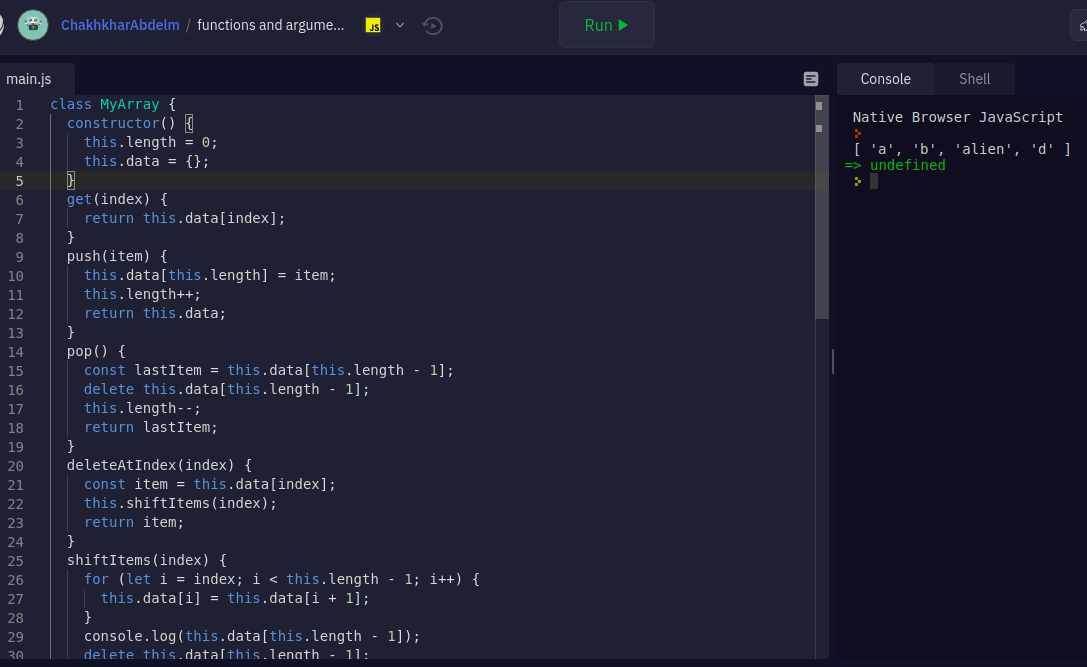 ChakhkharAbdelm / functions and argume... JS
Run
main.js
Console Shell
1 class MyArray {
2 constructor() {
3 this.length = 0;
4 this.data = {};
5 }
6 get(index) {
7 return this.data[index];
8 }
9 push(item) {
10 this.data[this.length] = item;
11 this.length++;
12 return this.data;
13 }
14 pop() {
15 const lastItem = this.data[this.length - 1];
16 delete this.data[this.length - 1];
17 this.length--;
18 return lastItem;
19 }
20 deleteAtIndex(index) {
21 const item = this.data[index];
22 this.shiftItems(index);
23 return item;
24 }
25 shiftItems(index) {
26 for (let i = index; i < this.length - 1; i++) {
27 this.data[i] = this.data[i + 1];
28 }
29 console.log(this.data[this.length - 1]);
30 delete this.data[this.length - 1];
Native Browser JavaScript
[ 'a', 'b', 'alien', 'd' ]
=> undefined